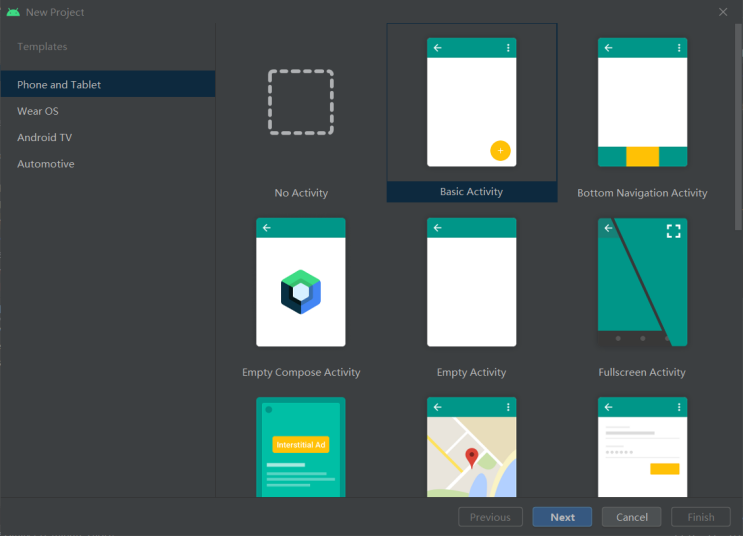 New Project
Templates
Phone and Tablet
Wear OS
Android TV
Automotive
No Activity
Basic Activity
Bottom Navigation Activity
Empty Compose Activity
Empty Activity
Fullscreen Activity
Interstitial Ad
Previous
Next
Cancel
Finish